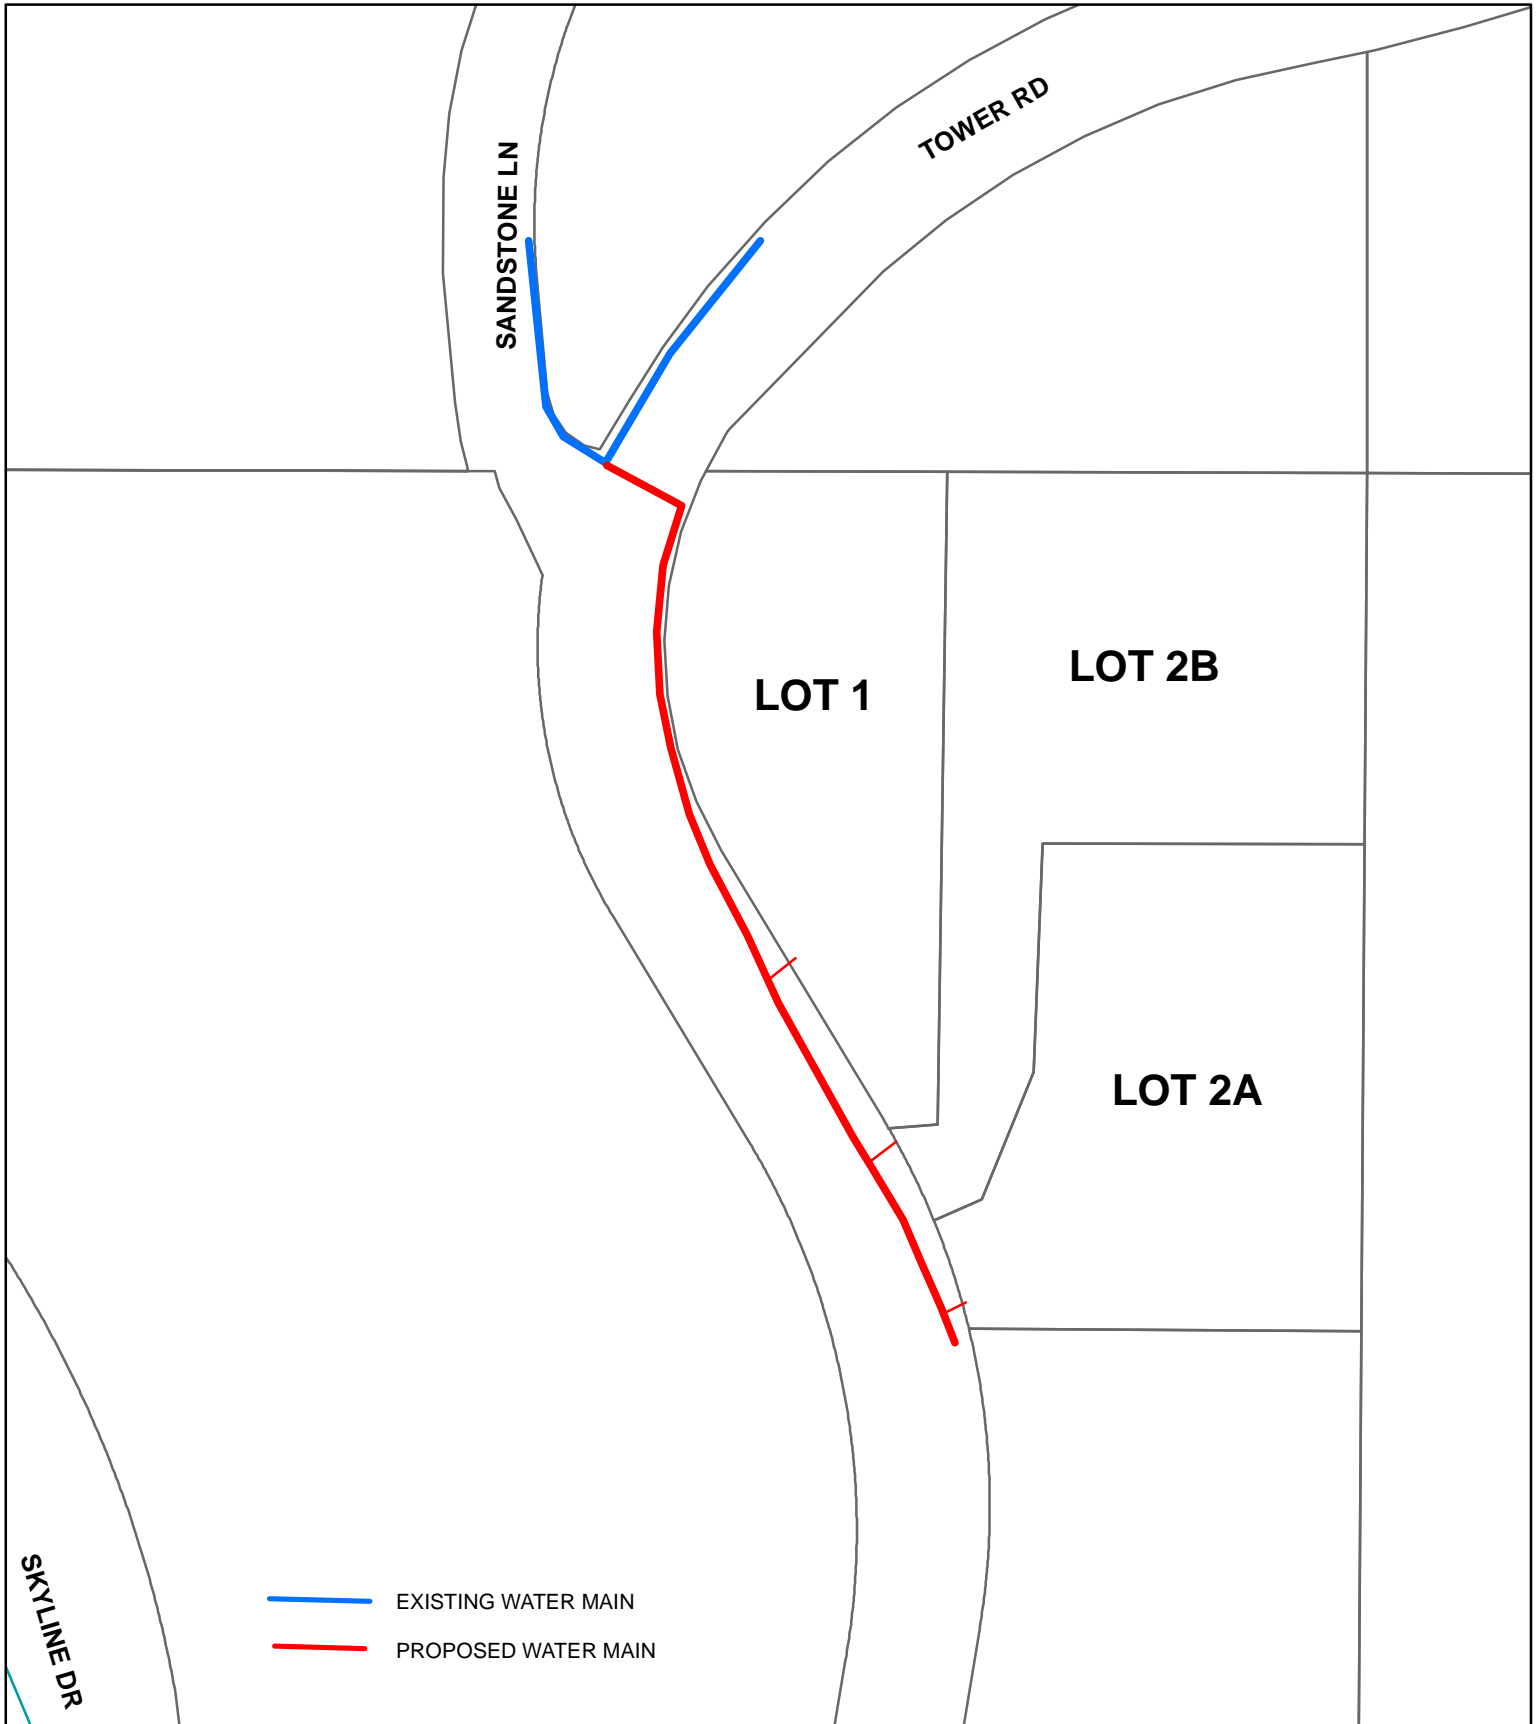 TOWER RD
SANDSTONE LN
LOT 2B
LOT 1
LOT 2A
SKYLINE DR
EXISTING WATER MAIN
PROPOSED WATER MAIN